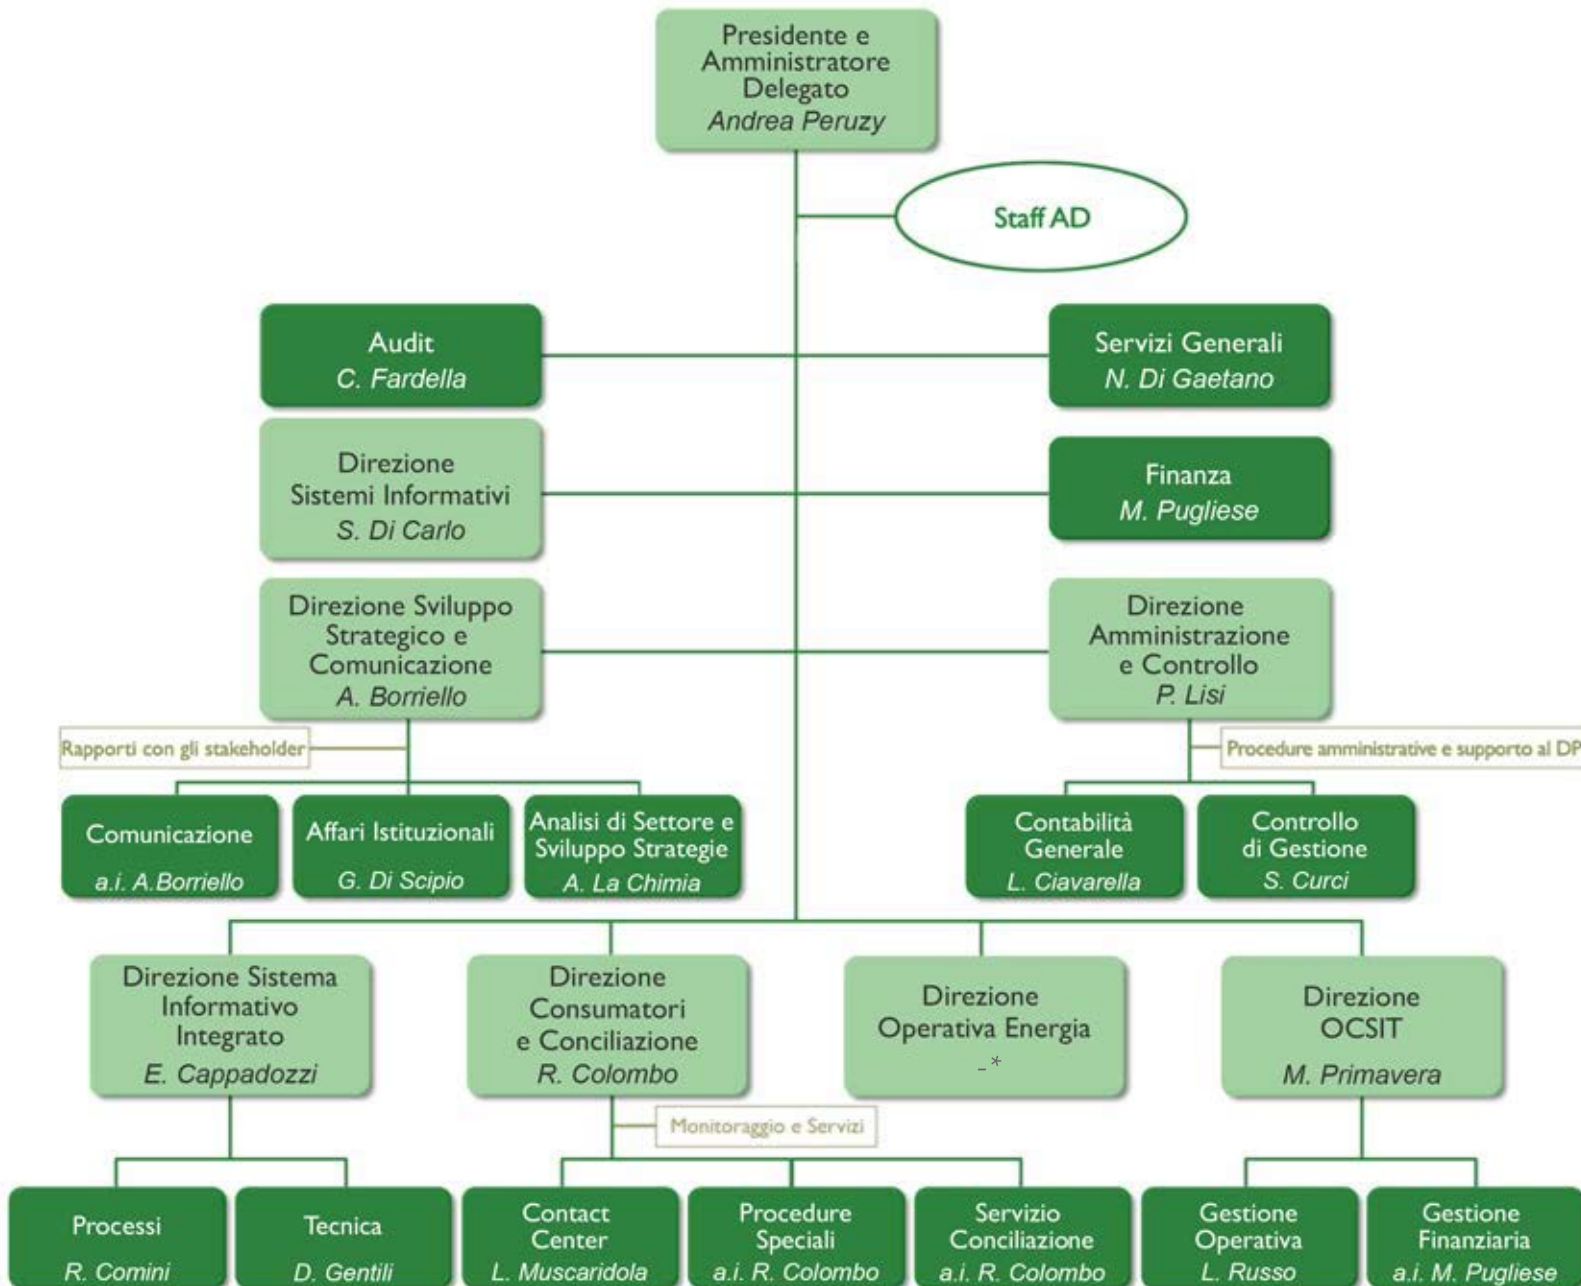 Presidente e
Amministratore
Delegato
Andrea Peruzy
Staff AD
Audit
C. Fardella
Servizi Generali
N. Di Gaetano
Direzione
Sistemi Informativi
S. Di Carlo
Finanza
M. Pugliese
Direzione Sviluppo
Strategico e
Comunicazione
A. Borriello
Direzione
Amministrazione
e Controllo
P. Lisi
Rapporti con gli stakeholder
Procedure amministrative e supporto al DP
Comunicazione
a.i. A.Borriello
Affari Istituzionali
G. Di Scipio
Analisi di Settore e
Sviluppo Strategie
A. La Chimia
Contabilità
Generale
L. Ciavarella
Controllo
di Gestione
S. Curci
Direzione Sistema
Informativo
Integrato
E. Cappadozzi
Direzione
Consumatori
e Conciliazione
R. Colombo
Direzione
Operativa Energia
_*
Direzione
OCSIT
M. Primavera
Monitoraggio e Servizi
Processi
R. Comini
Tecnica
D. Gentili
Contact
Center
L. Muscaridola
Procedure
Speciali
a.i. R. Colombo
Servizio
Conciliazione
a.i. R. Colombo
Gestione
Operativa
L. Russo
Gestione
Finanziaria
a.i. M. Pugliese